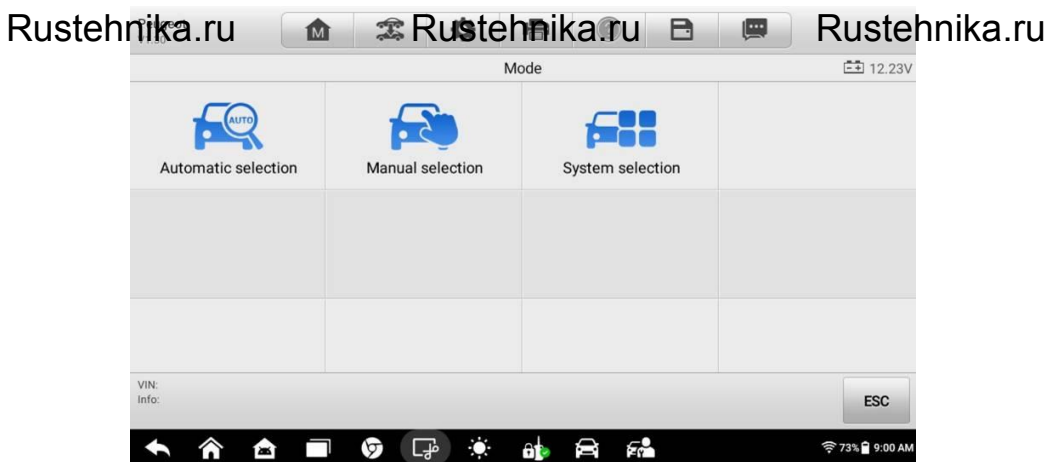 Rustehnika.ru Rustehnika.ru Rustehnika.ru
M
Mode
12.23V
AUTO
Automatic selection
Manual selection
System selection
VIN:
Info:
ESC
73% 9:00 AM